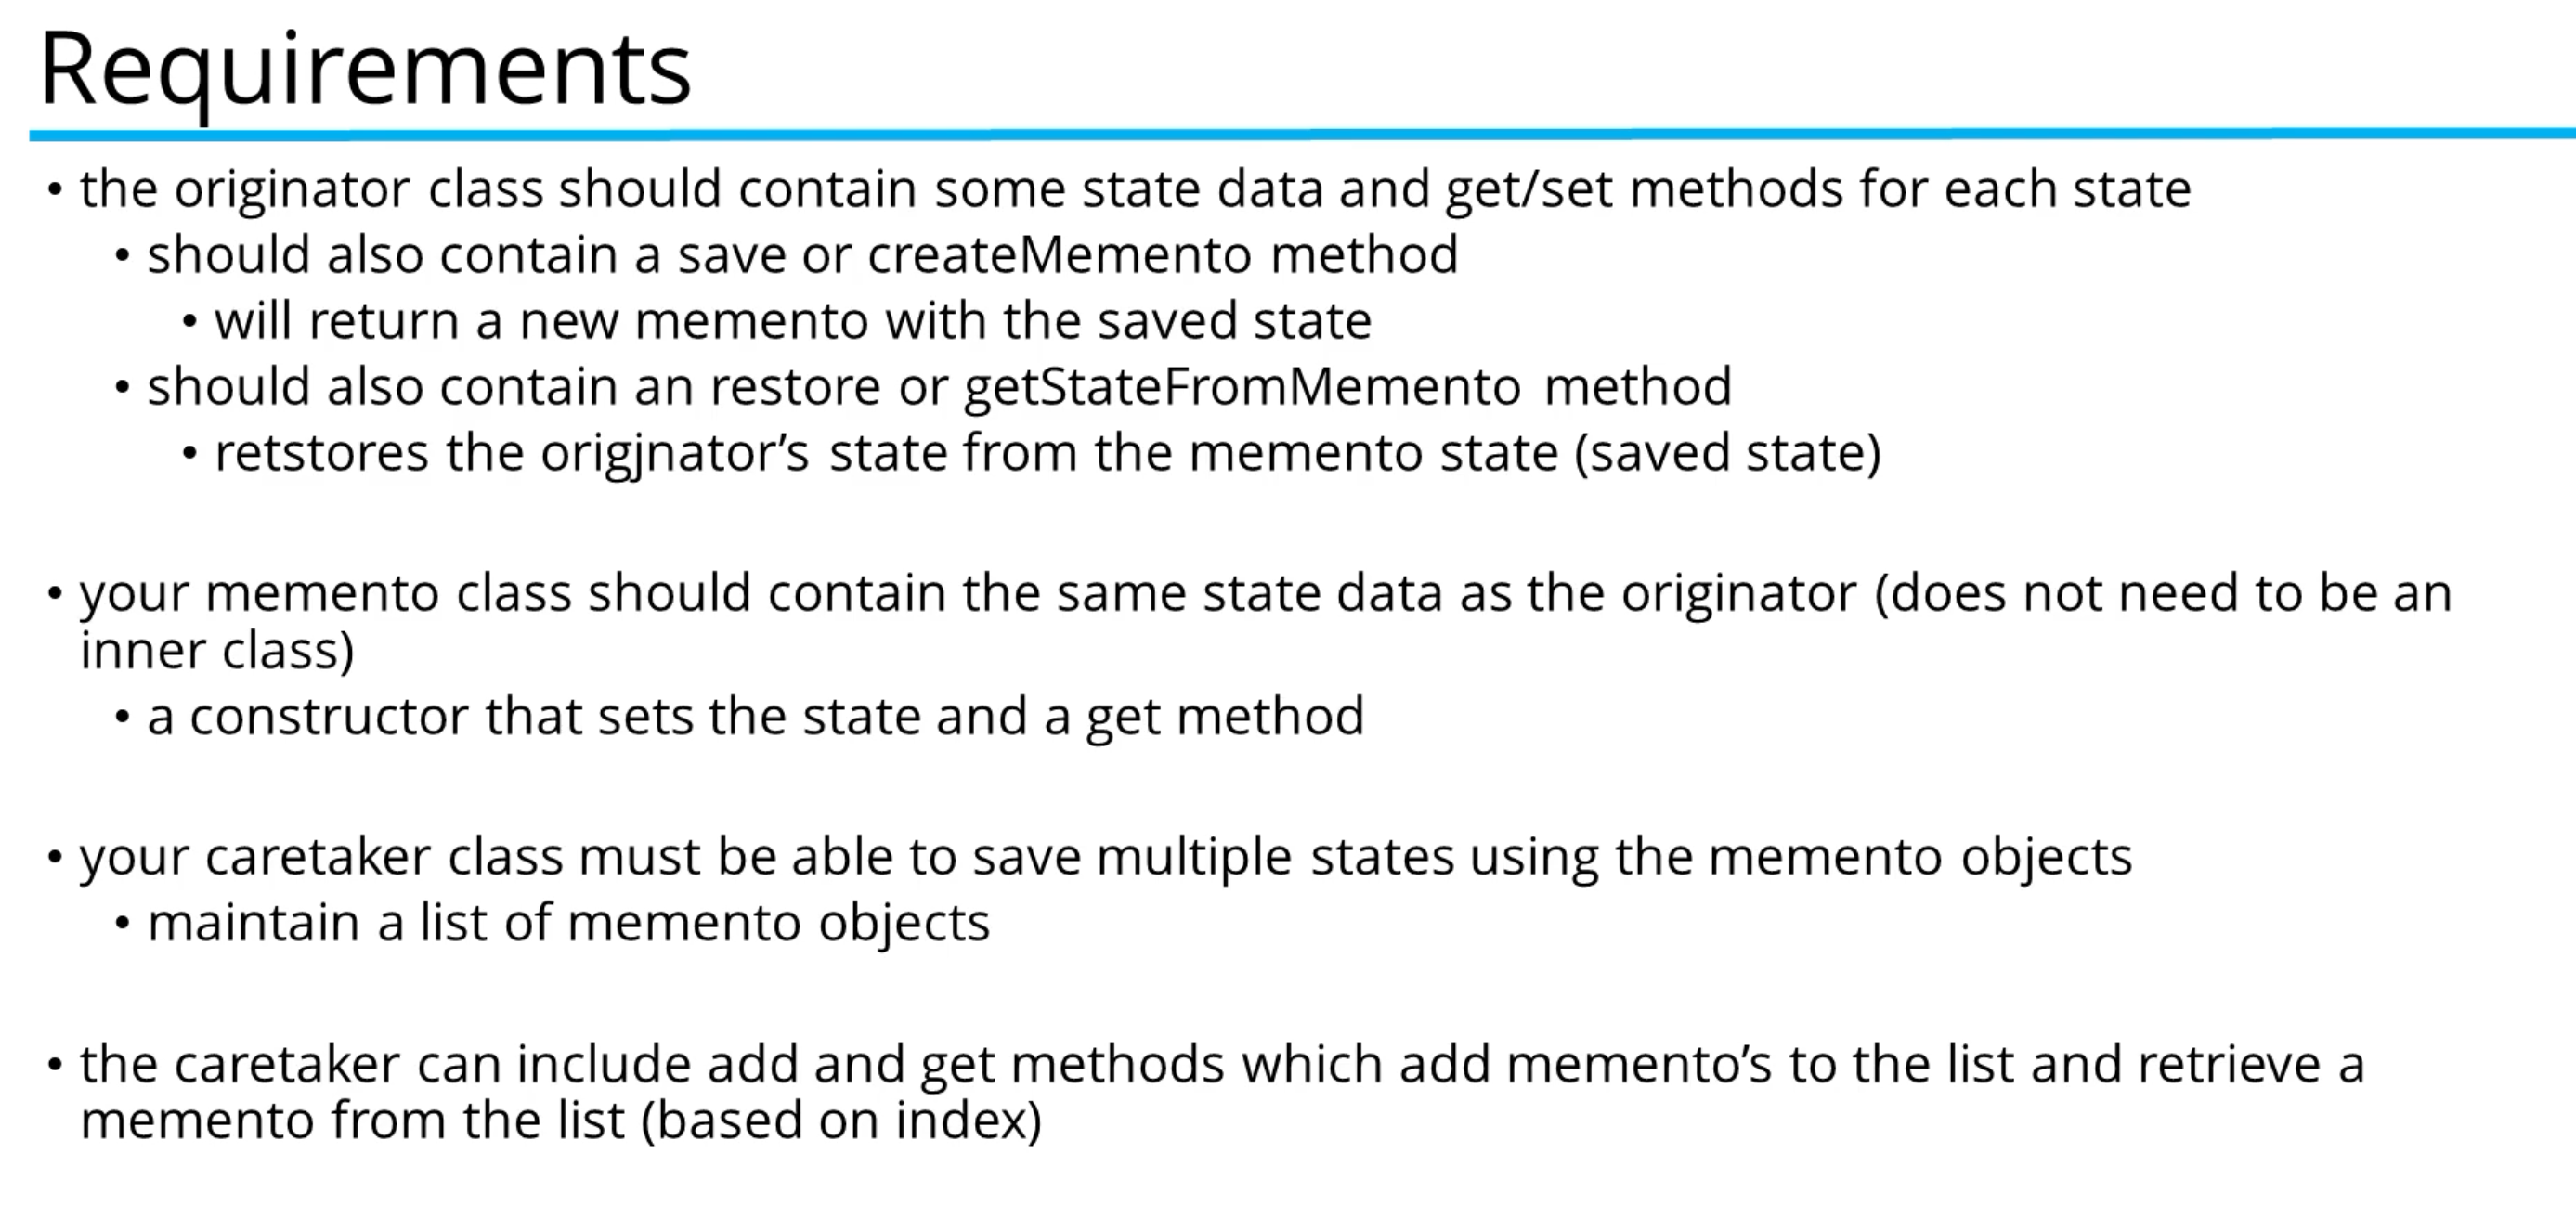 Requirements
• the originator class should contain some state data and get/set methods for each state
• should also contain a save or createMemento method
• will return a new memento with the saved state
• should also contain an restore or getStateFromMemento method
• retstores the origjnator’s state from the memento state (saved state)
• your memento class should contain the same state data as the originator (does not need to be an
inner class)
• a constructor that sets the state and a get method
• your caretaker class must be able to save multiple states using the memento objects
• maintain a list of memento objects
• the caretaker can include add and get methods which add memento’s to the list and retrieve a
memento from the list (based on index)